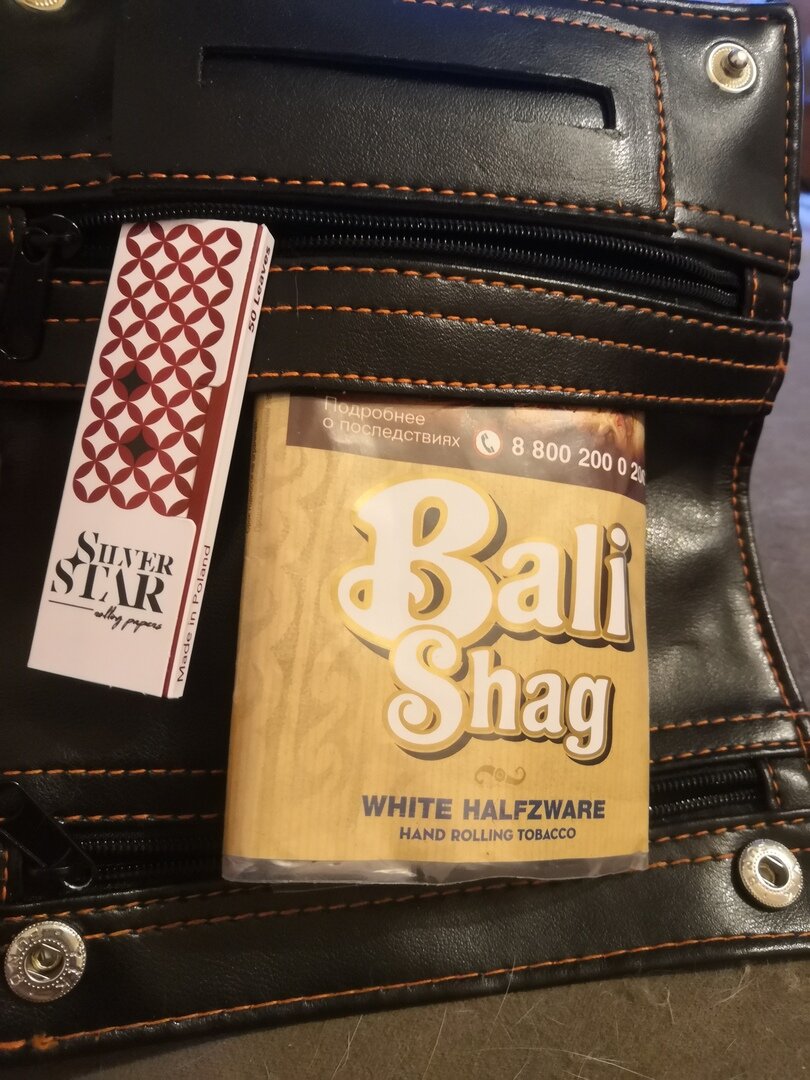 50 Leaves
SILVER
STAR
rolling papers
Made in Poland
Подробнее
о последствиях
8 800 200 0
Bali
Shag
WHITE HALFZWARE
HAND ROLLING TOBACCO